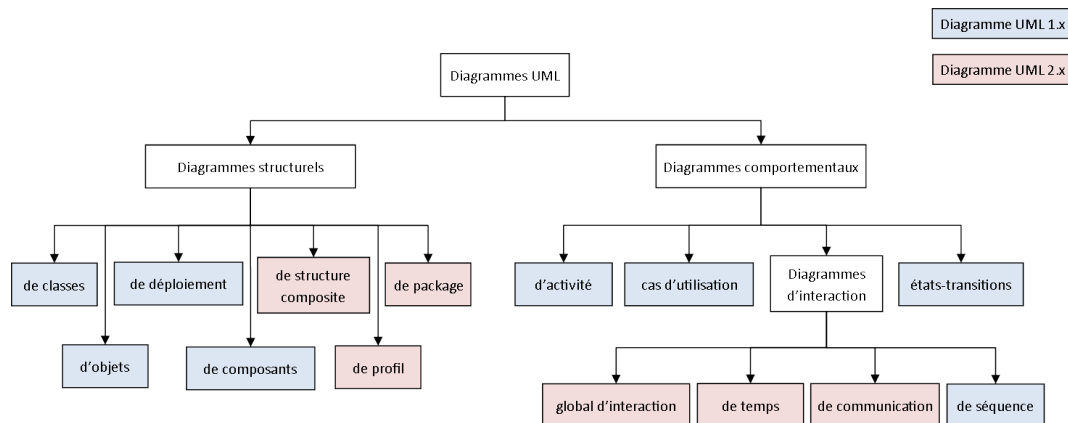 Diagramme UML 1.x
Diagramme UML 2.x
Diagrammes UML
Diagrammes structurels
Diagrammes comportementaux
de classes
de déploiement
de structure
composite
de package
d'objets
de composants
de profil
d'activité
cas d'utilisation
Diagrammes
d'interaction
états-transitions
global d'interaction
de temps
de communication
de séquence